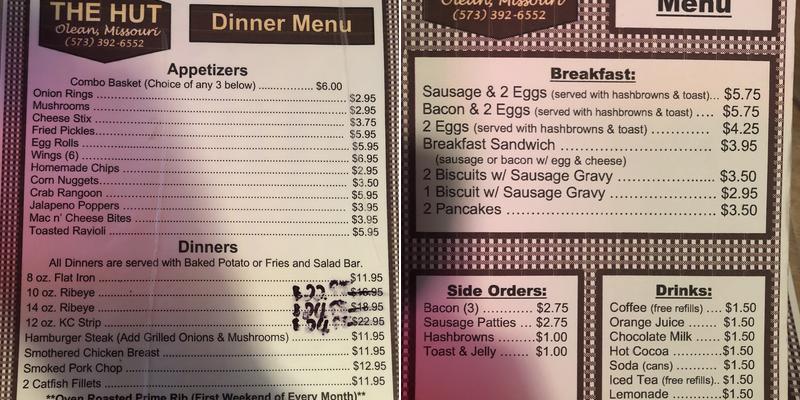 THE HUT
Olean, Missouri
(573) 392-6552
Dinner Menu
Appetizers
Combo Basket (Choice of any 3 below) .................... $6.00
Onion Rings .................... $2.95
Mushrooms .................... $2.95
Cheese Stix .................... $3.75
Fried Pickles .................... $5.95
Egg Rolls .................... $5.95
Wings (6) .................... $6.95
Homemade Chips .................... $2.95
Corn Nuggets .................... $3.50
Crab Rangoon .................... $5.95
Jalapeno Poppers .................... $3.95
Mac n' Cheese Bites .................... $3.95
Toasted Ravioli .................... $5.95
Dinners
All Dinners are served with Baked Potato or Fries and Salad Bar.
8 oz. Flat Iron .................... $11.95
10 oz. Ribeye .................... $16.95
14 oz. Ribeye .................... $18.95
12 oz. KC Strip .................... $22.95
Hamburger Steak (Add Grilled Onions & Mushrooms) .................... $11.95
Smothered Chicken Breast .................... $11.95
Smoked Pork Chop .................... $12.95
2 Catfish Fillets .................... $11.95
**Oven Roasted Prime Rib (First Weekend of Every Month)**
Olean, Missouri
(573) 392-6552
Menu
Breakfast:
Sausage & 2 Eggs (served with hashbrowns & toast)... $5.75
Bacon & 2 Eggs (served with hashbrowns & toast) .... $5.75
2 Eggs (served with hashbrowns & toast) .......... $4.25
Breakfast Sandwich .................... $3.95
(sausage or bacon w/ egg & cheese)
2 Biscuits w/ Sausage Gravy .................... $3.50
1 Biscuit w/ Sausage Gravy .................... $2.95
2 Pancakes .................... $3.50
Side Orders:
Bacon (3) ............ $2.75
Sausage Patties ... $2.75
Hashbrowns ........ $1.00
Toast & Jelly ...... $1.00
Drinks:
Coffee (free refills) .... $1.50
Orange Juice ....... $1.50
Chocolate Milk ..... $1.50
Hot Cocoa ............ $1.50
Soda (cans) .......... $1.50
Iced Tea (free refills).. $1.50
Lemonade ............ $1.50